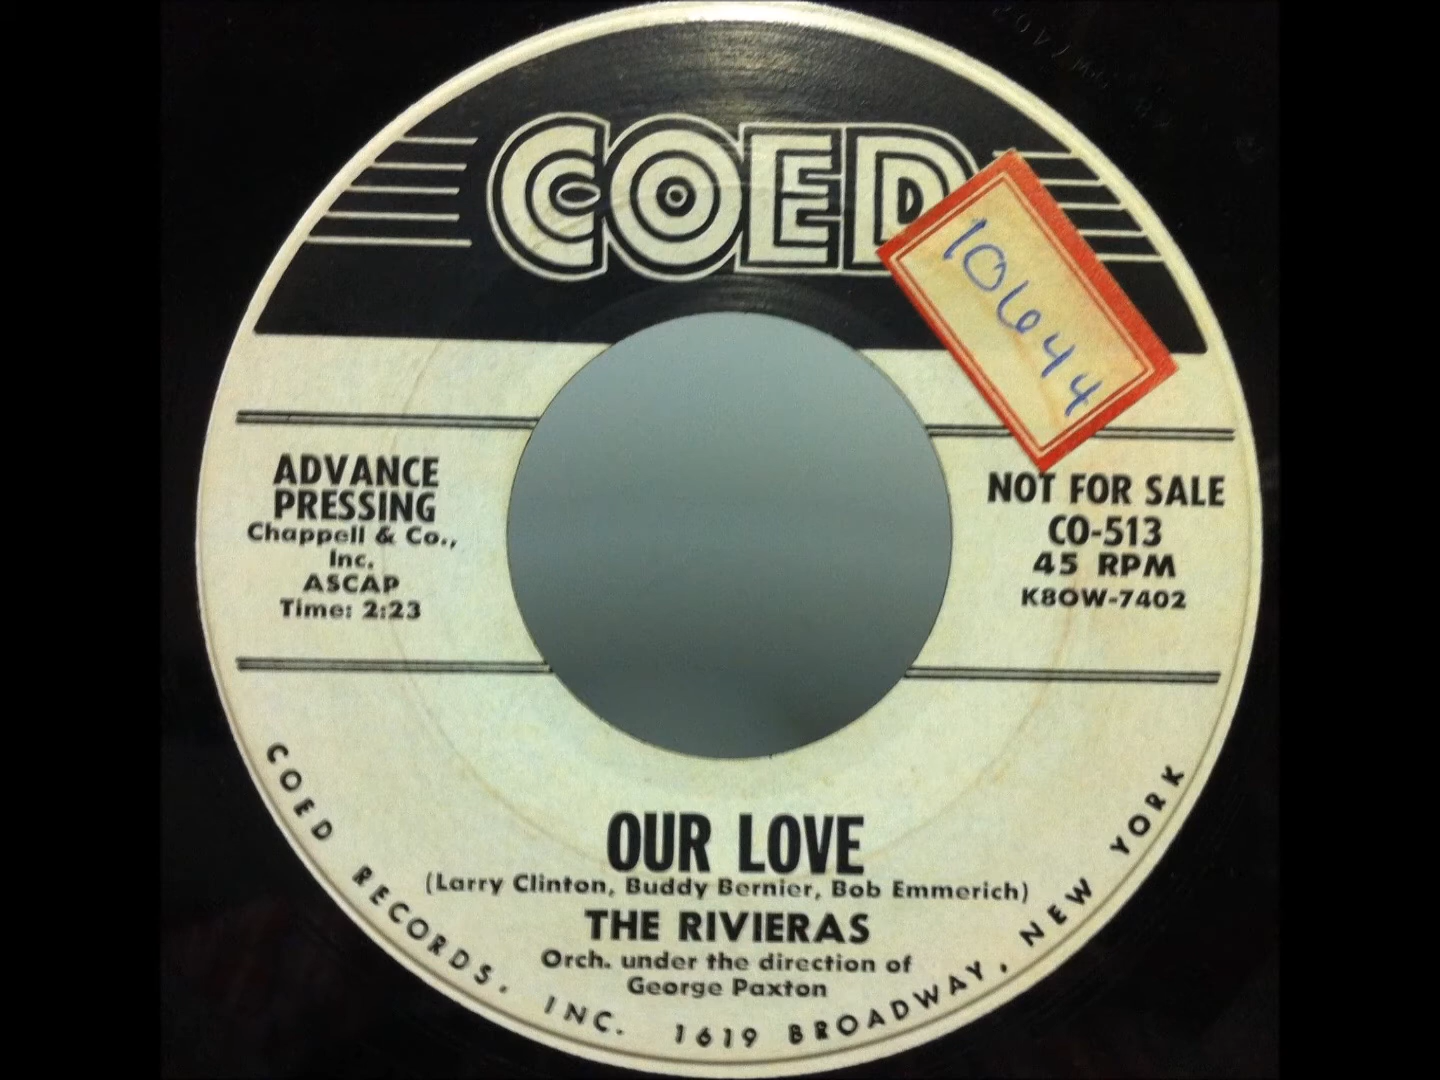 COED
10644
ADVANCE
PRESSING
Chappell & Co.,
Inc.
ASCAP
Time: 2:23
NOT FOR SALE
CO-513
45 RPM
K8OW-7402
OUR LOVE
(Larry Clinton, Buddy Bernier, Bob Emmerich)
THE RIVIERAS
Orch. under the direction of
George Paxton
COED RECORDS, INC. 1619 BROADWAY, NEW YORK